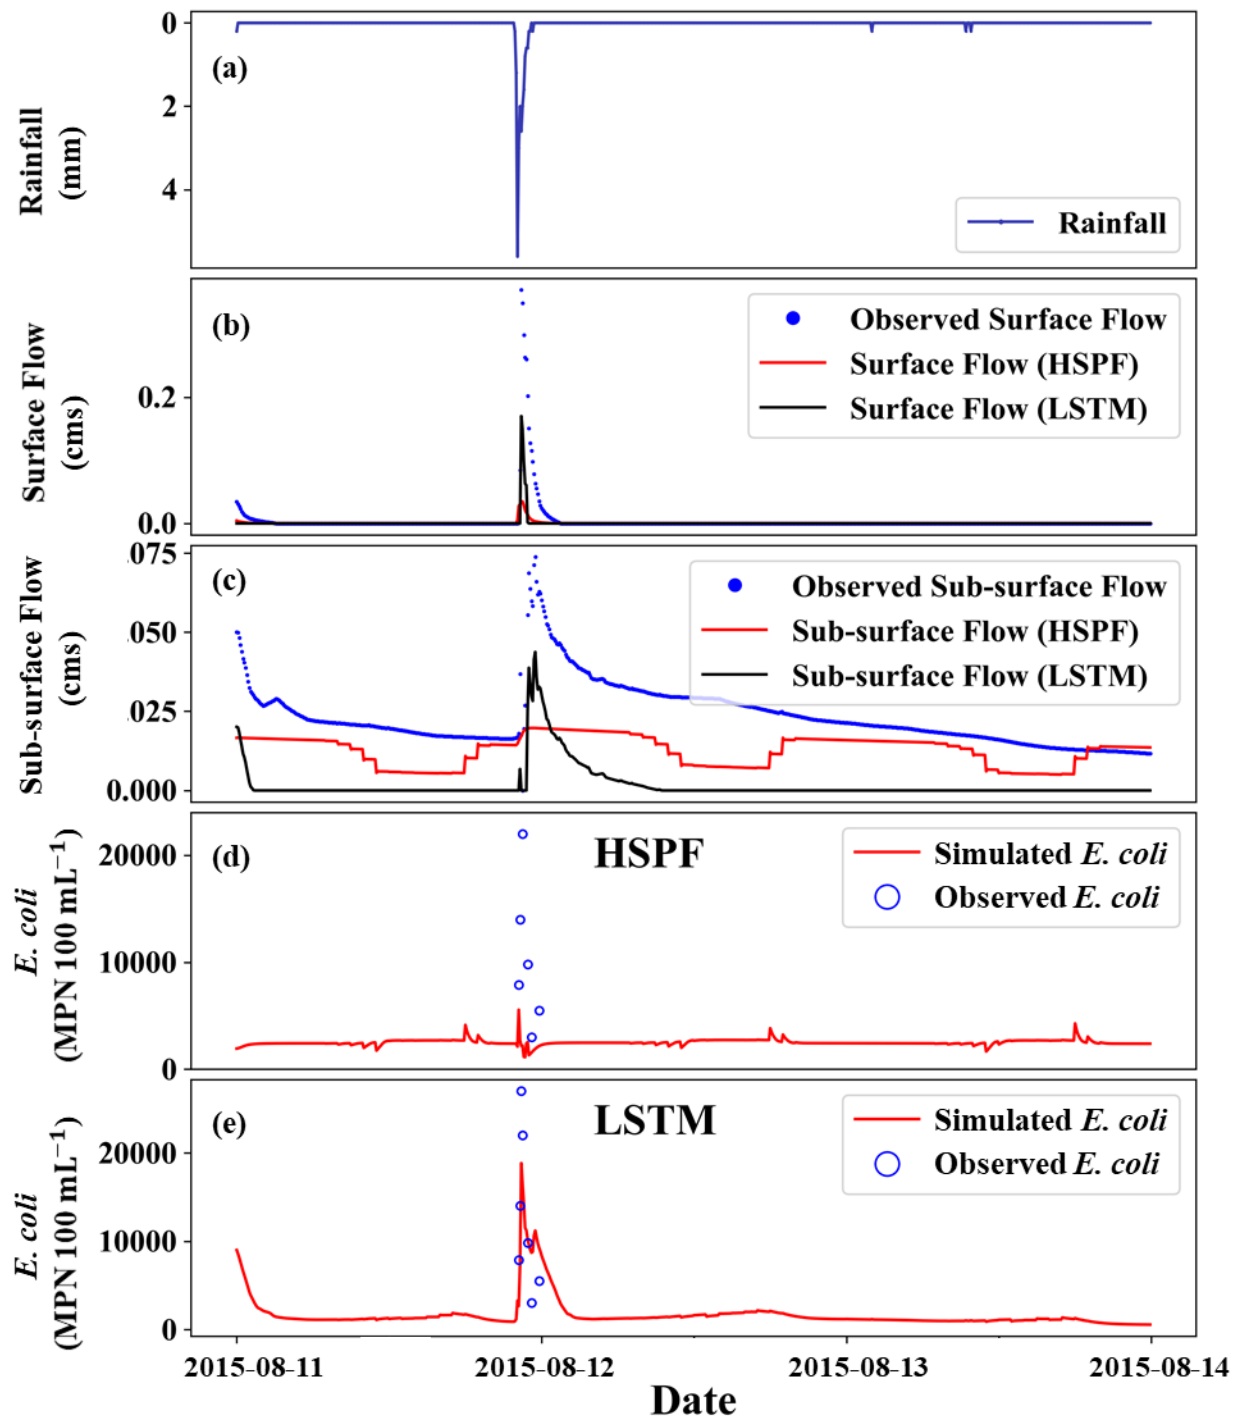 0
2
4
Rainfall
(mm)
(a)
Rainfall
0.2
0.0
Surface Flow
(cms)
(b)
Observed Surface Flow
Surface Flow (HSPF)
Surface Flow (LSTM)
.075
.050
.025
0.000
Sub-surface Flow
(cms)
(c)
Observed Sub-surface Flow
Sub-surface Flow (HSPF)
Sub-surface Flow (LSTM)
20000
10000
0
E. coli
(MPN 100 mL⁻¹)
(d)
HSPF
Simulated E. coli
Observed E. coli
20000
10000
0
E. coli
(MPN 100 mL⁻¹)
(e)
LSTM
Simulated E. coli
Observed E. coli
2015-08-11 2015-08-12 2015-08-13 2015-08-14
Date